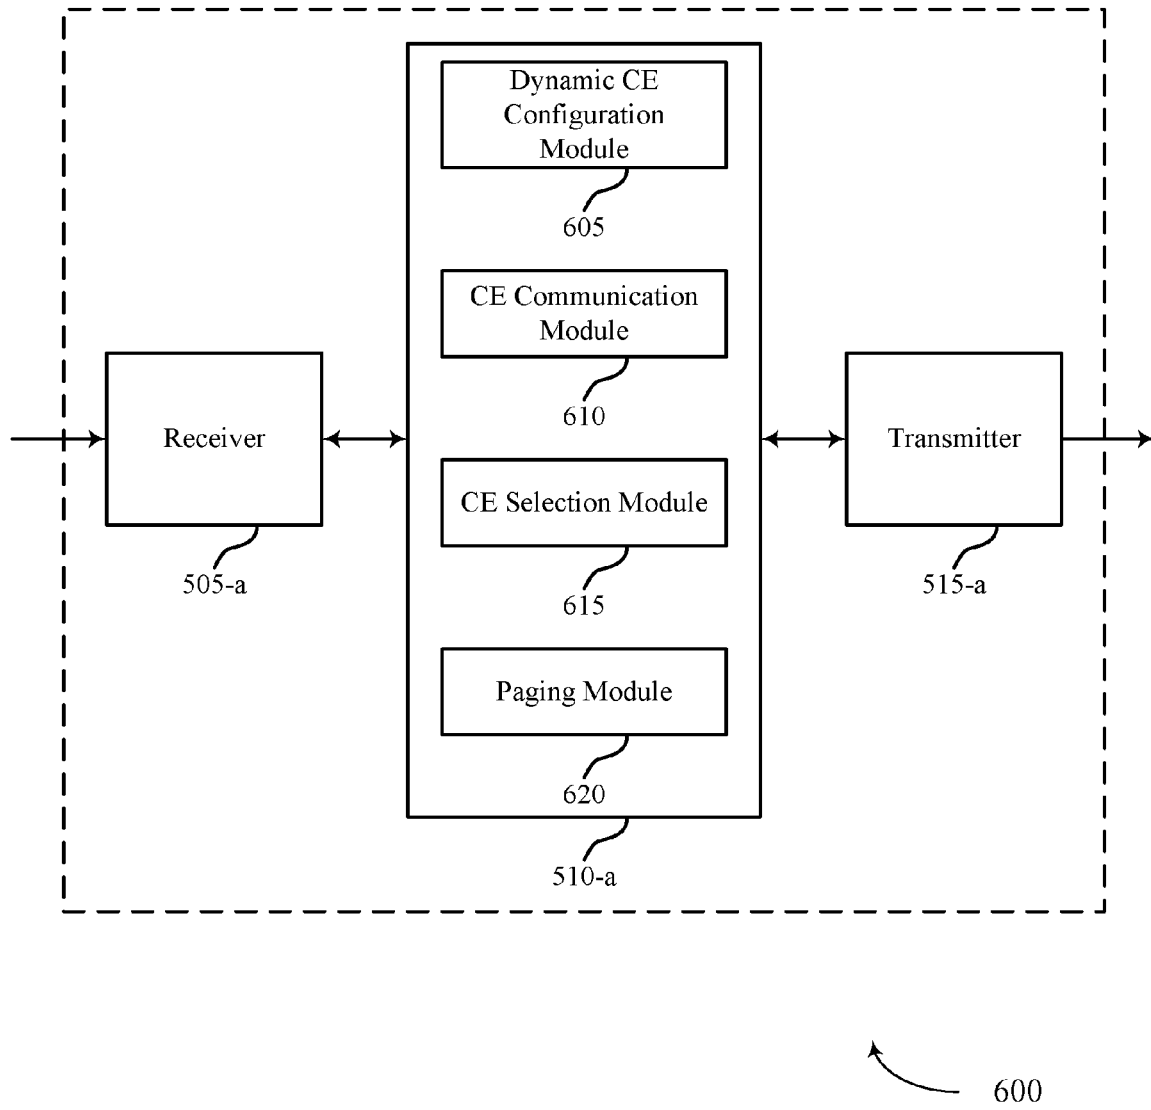 Dynamic CE
Configuration
Module
605
CE Communication
Module
610
Receiver
505-a
CE Selection Module
615
Transmitter
515-a
Paging Module
620
510-a
600